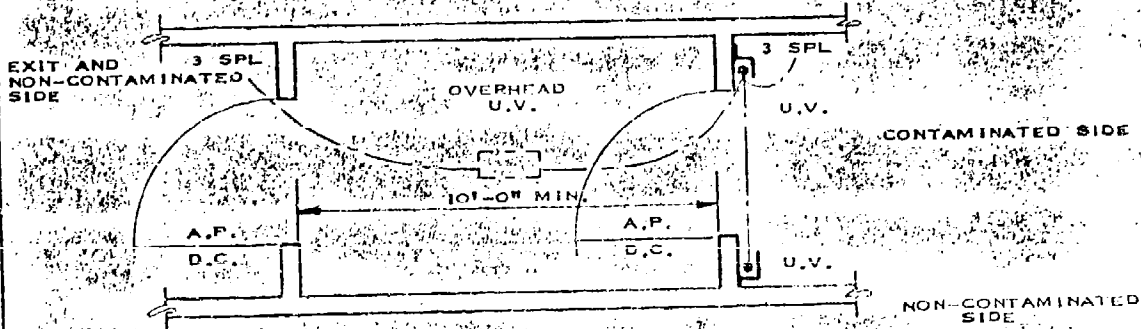 EXIT AND
NON-CONTAMINATED
SIDE
3 SPL
OVERHEAD
U.V.
3 SPL
U.V.
CONTAMINATED SIDE
10'-0" MIN.
A.P.
D.C.
A.P.
D.C.
U.V.
NON-CONTAMINATED
SIDE